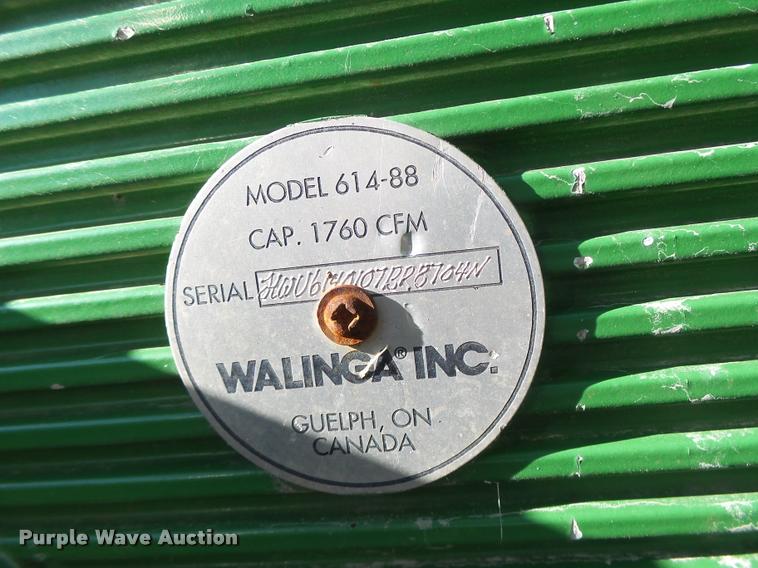 MODEL 614-88
CAP. 1760 CFM
SERIAL
WALINGA® INC.
GUELPH, ON
CANADA
Purple Wave Auction